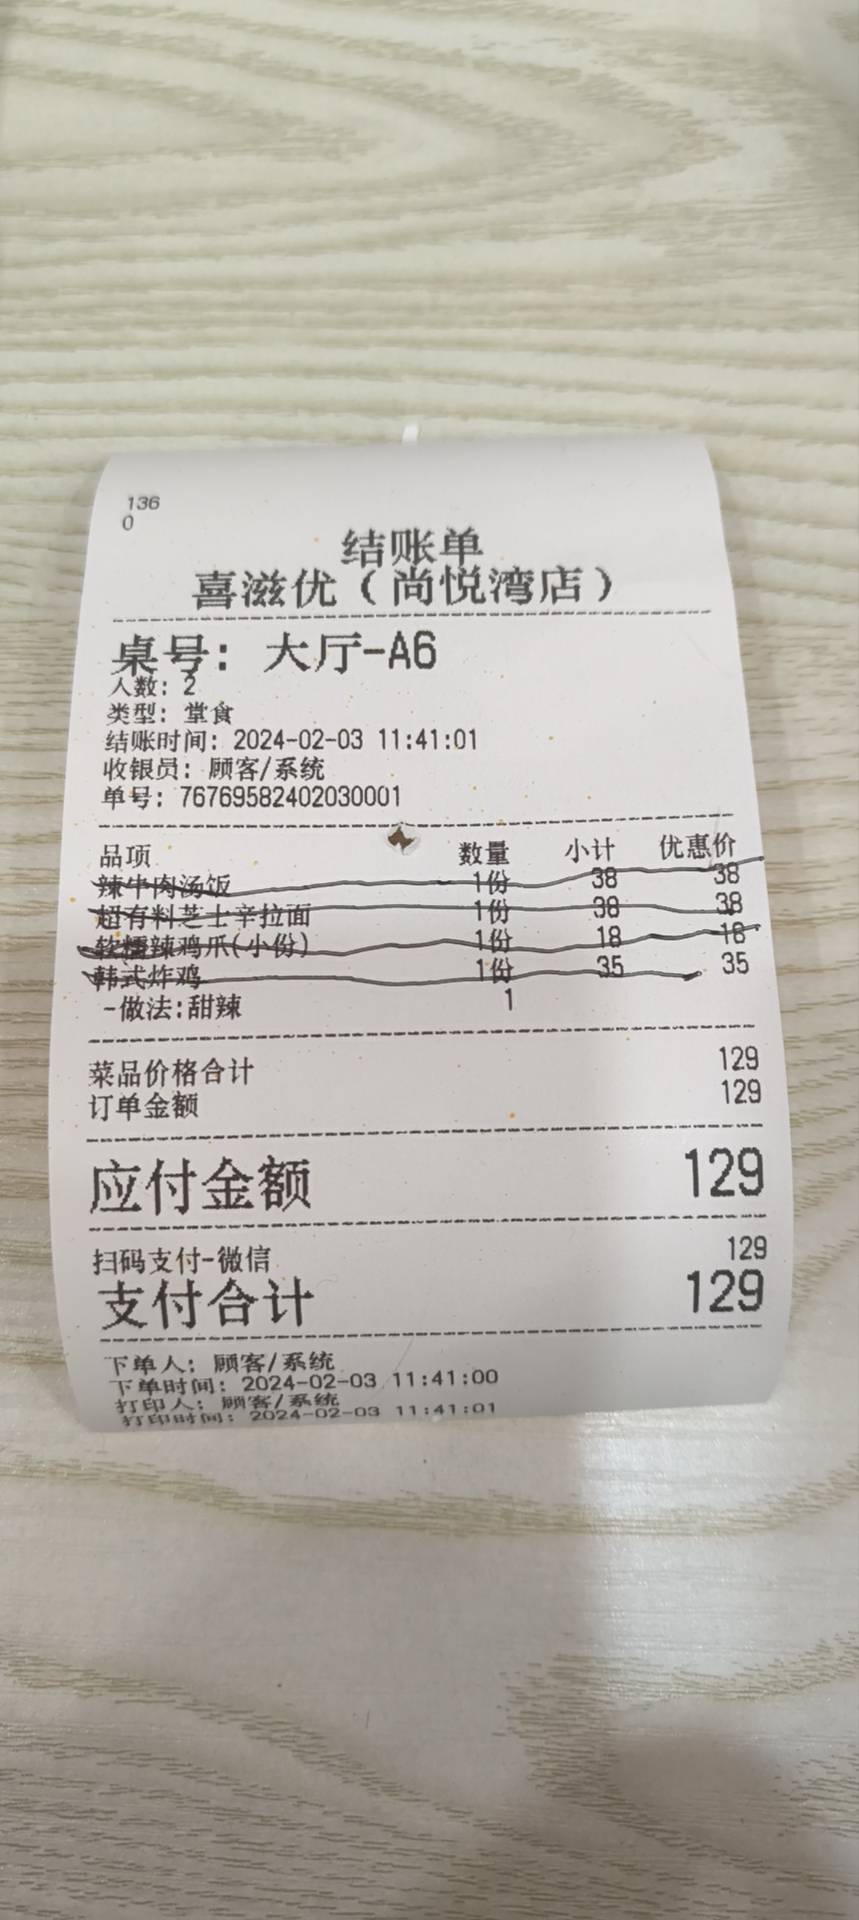 136
0
结账单
喜滋优（尚悦湾店）
桌号：大厅-A6
人数：2
类型：堂食
结账时间：2024-02-03 11:41:01
收银员：顾客/系统
单号：76769582402030001
品项 数量 小计 优惠价
辣牛肉汤饭 1份 38 38
超有料芝士辛拉面 1份 38 38
软糯辣鸡爪(小份) 1份 18 18
韩式炸鸡 1份 35 35
-做法:甜辣 1
菜品价格合计 129
订单金额 129
应付金额 129
扫码支付-微信 129
支付合计 129
下单人：顾客/系统
下单时间：2024-02-03 11:41:00
打印人：顾客/系统
打印时间：2024-02-03 11:41:01